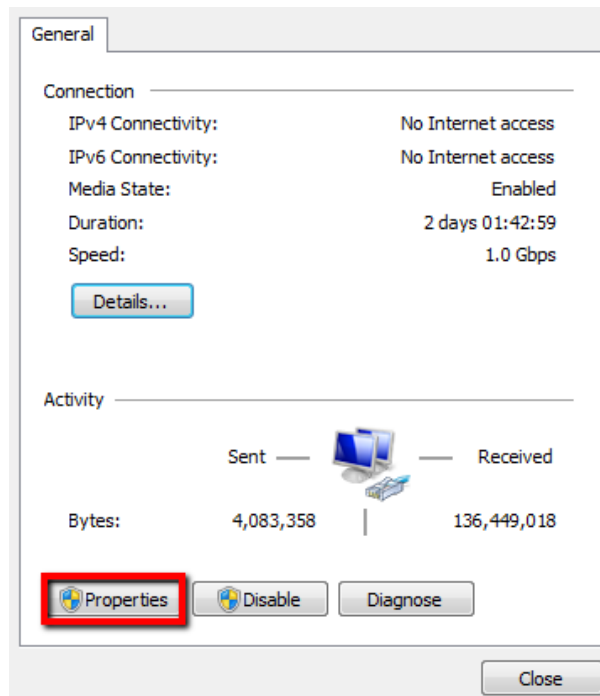 General
Connection
IPv4 Connectivity: No Internet access
IPv6 Connectivity: No Internet access
Media State: Enabled
Duration: 2 days 01:42:59
Speed: 1.0 Gbps
Details...
Activity
Sent Received
Bytes: 4,083,358 136,449,018
Properties Disable Diagnose
Close